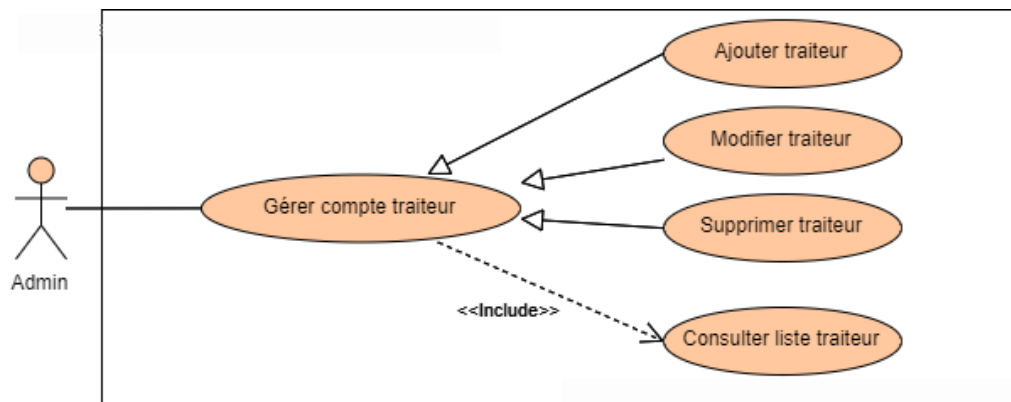 Ajouter traiteur
Modifier traiteur
Gérer compte traiteur
Supprimer traiteur
Admin
<<Include>>
Consulter liste traiteur